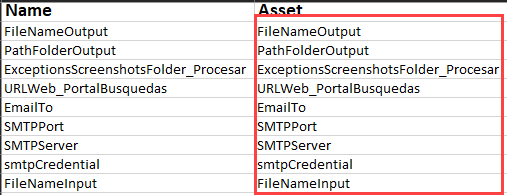 Name Asset
FileNameOutput FileNameOutput
PathFolderOutput PathFolderOutput
ExceptionsScreenshotsFolder_Procesar ExceptionsScreenshotsFolder_Procesar
URLWeb_PortalBusquedas URLWeb_PortalBusquedas
EmailTo EmailTo
SMTPPort SMTPPort
SMTPServer SMTPServer
smtpCredential smtpCredential
FileNameInput FileNameInput